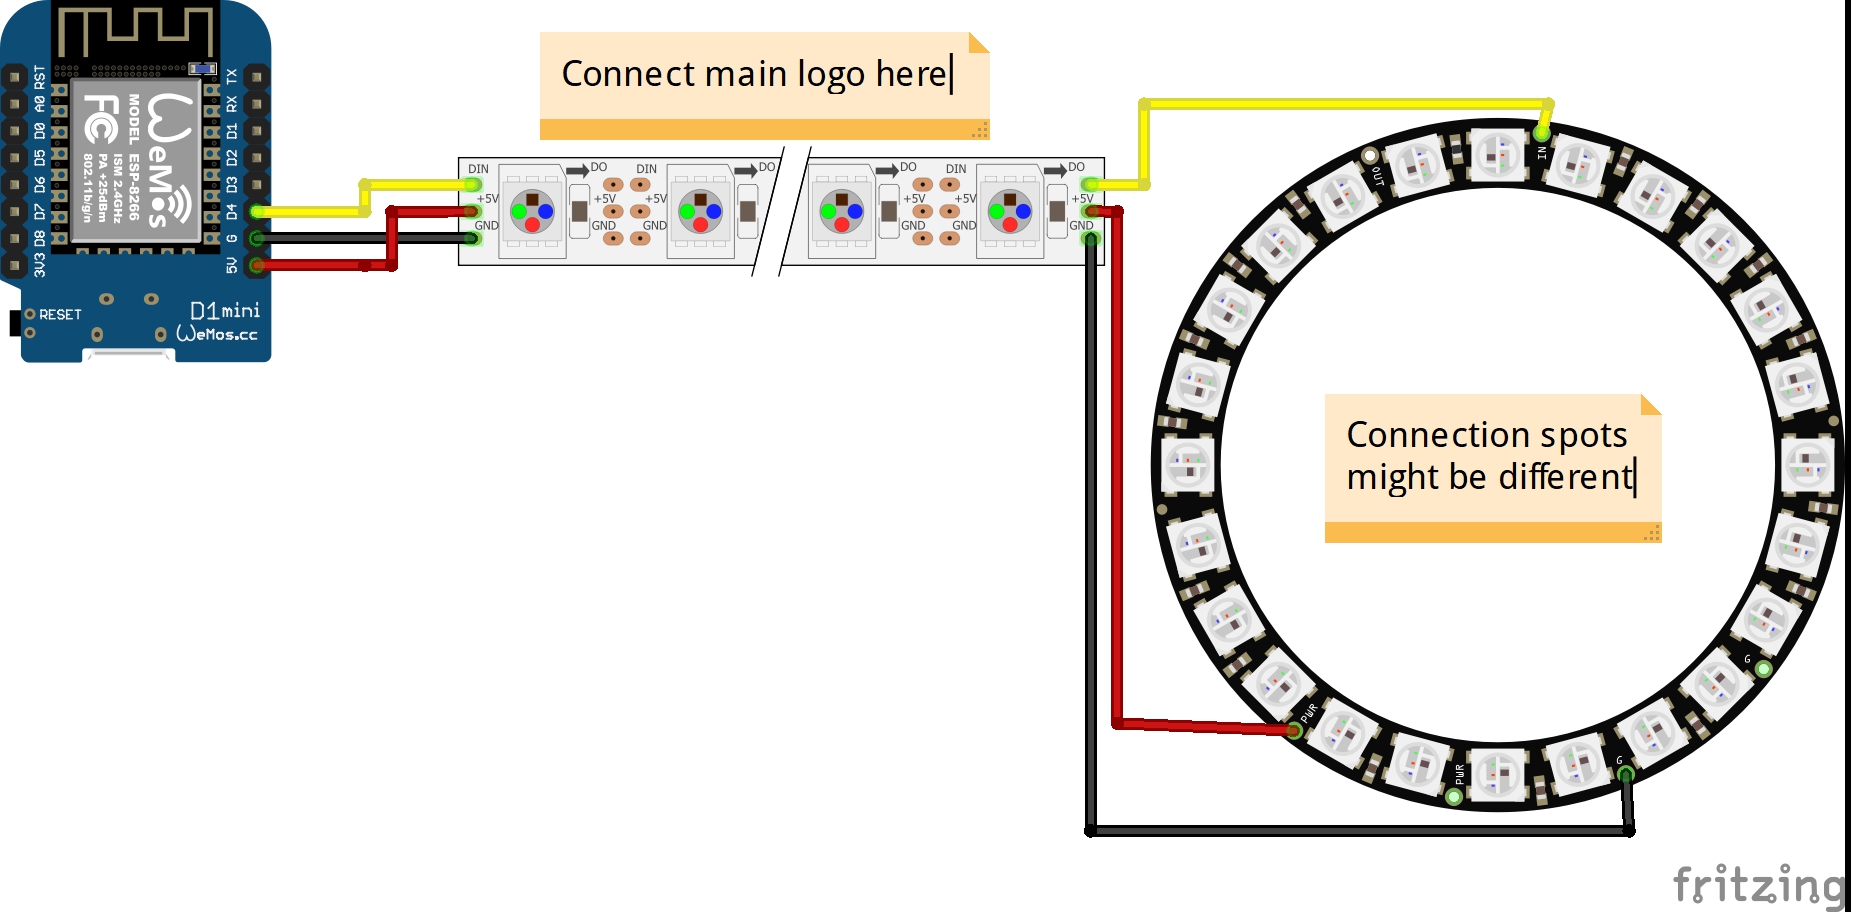 Connect main logo here
RST
A0
D0
D5
D6
D7
D8
3V3
TX
RX
D1
D2
D3
D4
G
5V
WeMos
MODEL ESP-8266
ISM 2.4GHz
PA +25dBm
802.11b/g/n
FC
RESET
D1mini
WeMos.cc
DIN
+5V
GND
DO
+5V
GND
DIN
+5V
GND
DO
DO
+5V
GND
DIN
+5V
GND
DO
+5V
GND
IN
OUT
Connection spots
might be different
G
G
PWR
PWR
fritzing